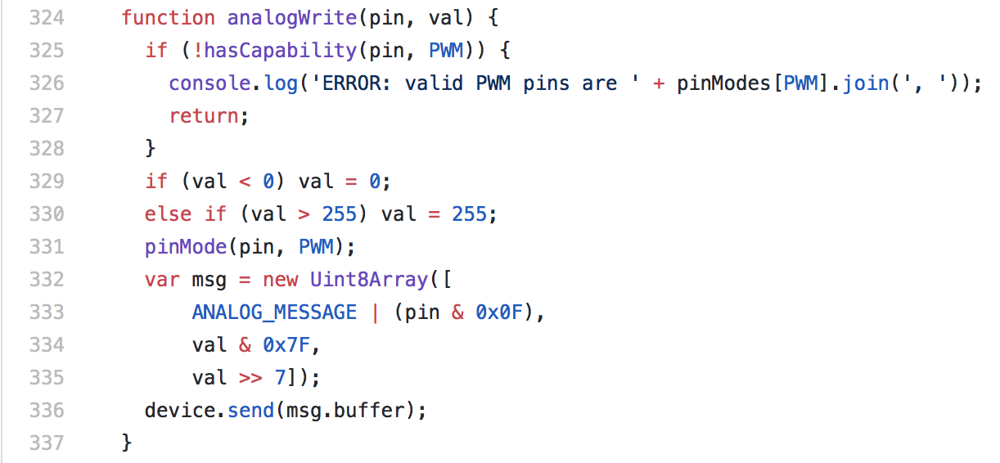 324 function analogWrite(pin, val) {
325 if (!hasCapability(pin, PWM)) {
326 console.log('ERROR: valid PWM pins are ' + pinModes[PWM].join(', '));
327 return;
328 }
329 if (val < 0) val = 0;
330 else if (val > 255) val = 255;
331 pinMode(pin, PWM);
332 var msg = new Uint8Array([
333 ANALOG_MESSAGE | (pin & 0x0F),
334 val & 0x7F,
335 val >> 7]);
336 device.send(msg.buffer);
337 }